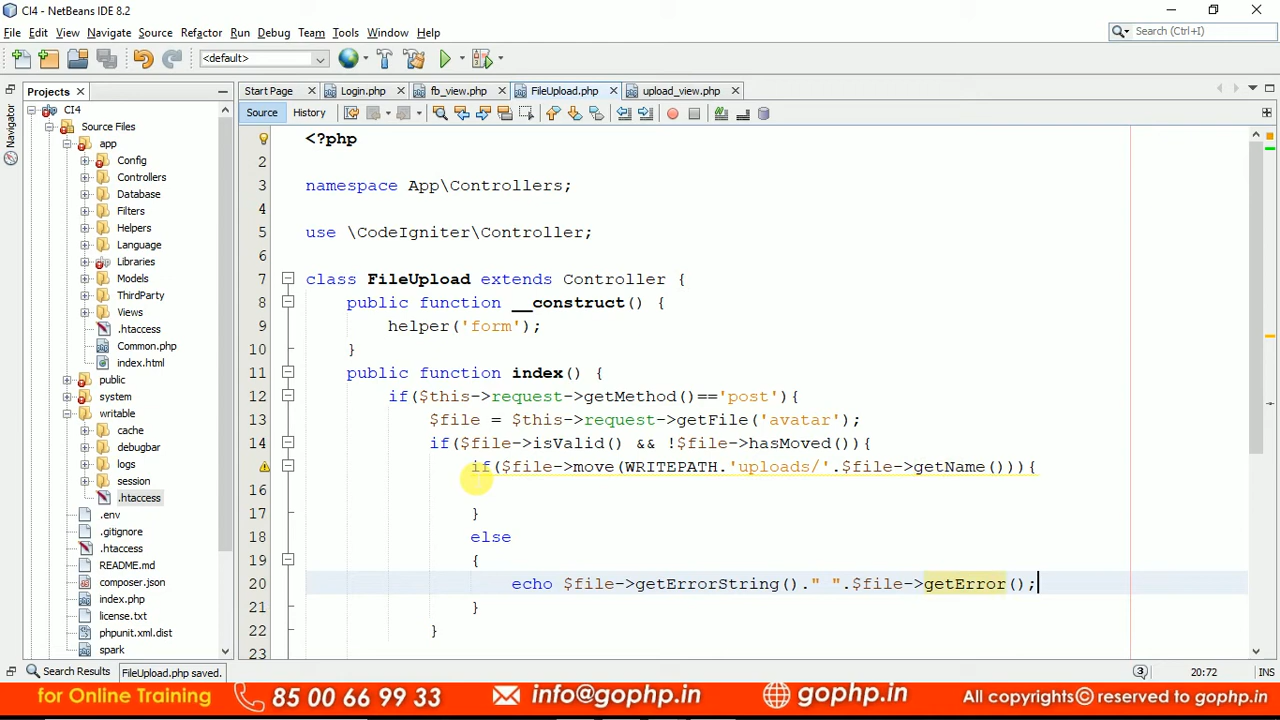 CI4 - NetBeans IDE 8.2
File Edit View Navigate Source Refactor Run Debug Team Tools Window Help
Search (Ctrl+I)
<default>
Projects
Start Page Login.php fb_view.php FileUpload.php upload_view.php
Navigator
Source History
CI4
Source Files
app
Config
Controllers
Database
Filters
Helpers
Language
Libraries
Models
ThirdParty
Views
.htaccess
Common.php
index.html
public
system
writable
cache
debugbar
logs
session
.htaccess
.env
.gitignore
.htaccess
README.md
composer.json
index.php
license.txt
phpunit.xml.dist
spark
<?php
2
3 namespace App\Controllers;
4
5 use \CodeIgniter\Controller;
6
7 class FileUpload extends Controller {
8 public function __construct() {
9 helper('form');
10 }
11 public function index() {
12 if($this->request->getMethod()=='post'){
13 $file = $this->request->getFile('avatar');
14 if($file->isValid() && !$file->hasMoved()){
if($file->move(WRITEPATH.'uploads/'.$file->getName())){
16
17 }
18 else
19 {
20 echo $file->getErrorString()." ".$file->getError();
21 }
22 }
23
Search Results FileUpload.php saved.
3 20:72 INS
for Online Training 85 00 66 99 33 info@gophp.in gophp.in All copyrights© reserved to gophp.in